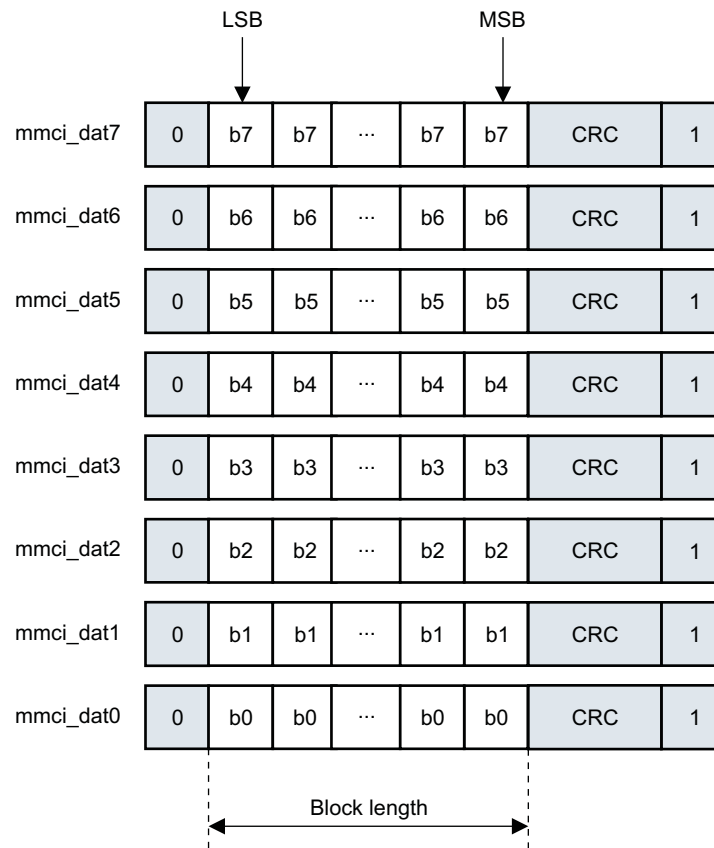 LSB MSB
mmci_dat7 0 b7 b7 ... b7 b7 CRC 1
mmci_dat6 0 b6 b6 ... b6 b6 CRC 1
mmci_dat5 0 b5 b5 ... b5 b5 CRC 1
mmci_dat4 0 b4 b4 ... b4 b4 CRC 1
mmci_dat3 0 b3 b3 ... b3 b3 CRC 1
mmci_dat2 0 b2 b2 ... b2 b2 CRC 1
mmci_dat1 0 b1 b1 ... b1 b1 CRC 1
mmci_dat0 0 b0 b0 ... b0 b0 CRC 1
Block length